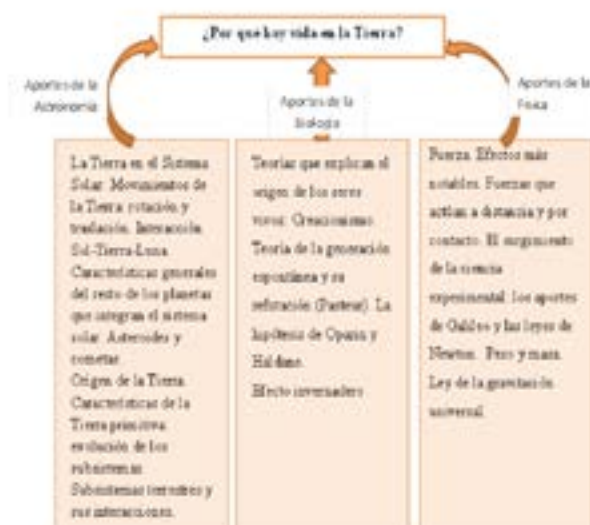 ¿Por qué hay vida en la Tierra?
Aportes de la
Astronomía
Aportes de la
Biología
Aportes de la
Física
La Tierra en el Sistema
Solar. Movimientos de
la Tierra: rotación y
traslación. Interacción
Sol-Tierra-Luna.
Características generales
del resto de los planetas
que integran el sistema
solar. Asteroides y
cometas.
Origen de la Tierra.
Características de la
Tierra primitiva:
evolución de los
subsistemas.
Subsistemas terrestres y
sus interacciones.
Teorías que explican el
origen de los seres
vivos: Creacionismo.
Teoría de la generación
espontánea y su
refutación (Pasteur). La
hipótesis de Oparin y
Haldane.
Efecto invernadero
Fuerza. Efectos más
notables. Fuerzas que
actúan a distancia y por
contacto. El surgimiento
de la ciencia
experimental: los aportes
de Galileo y las leyes de
Newton. Peso y masa.
Ley de la gravitación
universal.